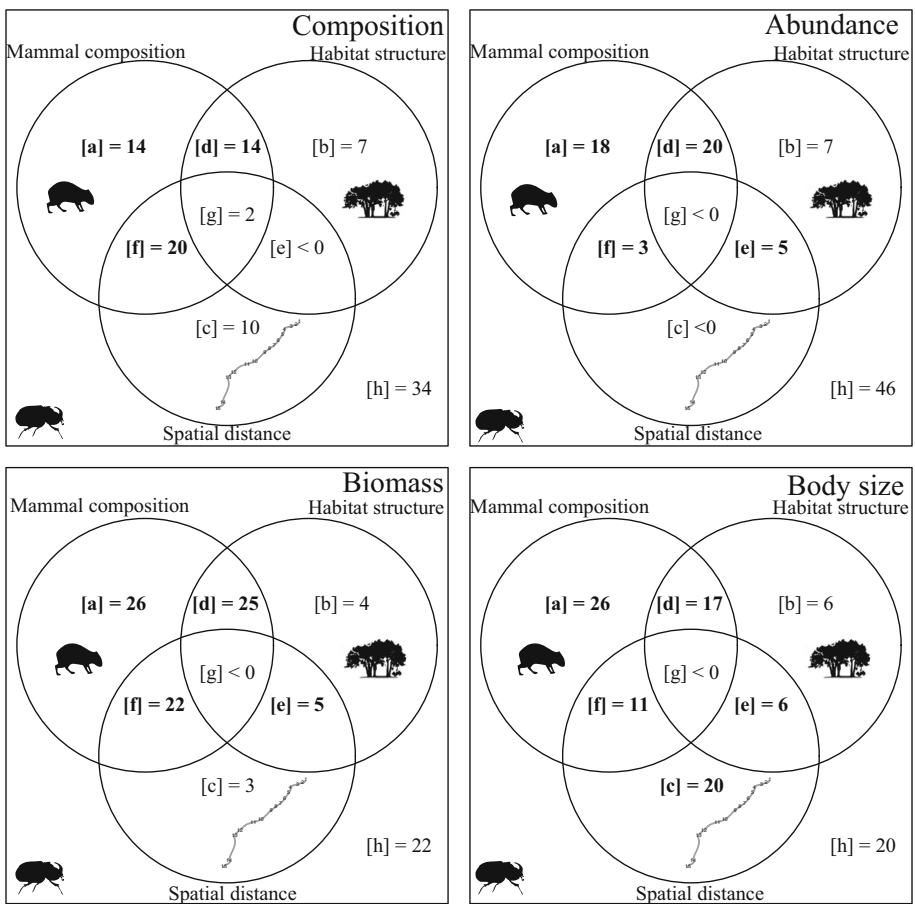 Composition
Mammal composition
Habitat structure
[a] = 14
[d] = 14
[b] = 7
[g] = 2
[f] = 20
[e] < 0
[c] = 10
[h] = 34
Spatial distance
Abundance
Mammal composition
Habitat structure
[a] = 18
[d] = 20
[b] = 7
[g] < 0
[f] = 3
[e] = 5
[c] <0
[h] = 46
Spatial distance
Biomass
Mammal composition
Habitat structure
[a] = 26
[d] = 25
[b] = 4
[g] < 0
[f] = 22
[e] = 5
[c] = 3
[h] = 22
Spatial distance
Body size
Mammal composition
Habitat structure
[a] = 26
[d] = 17
[b] = 6
[g] < 0
[f] = 11
[e] = 6
[c] = 20
[h] = 20
Spatial distance